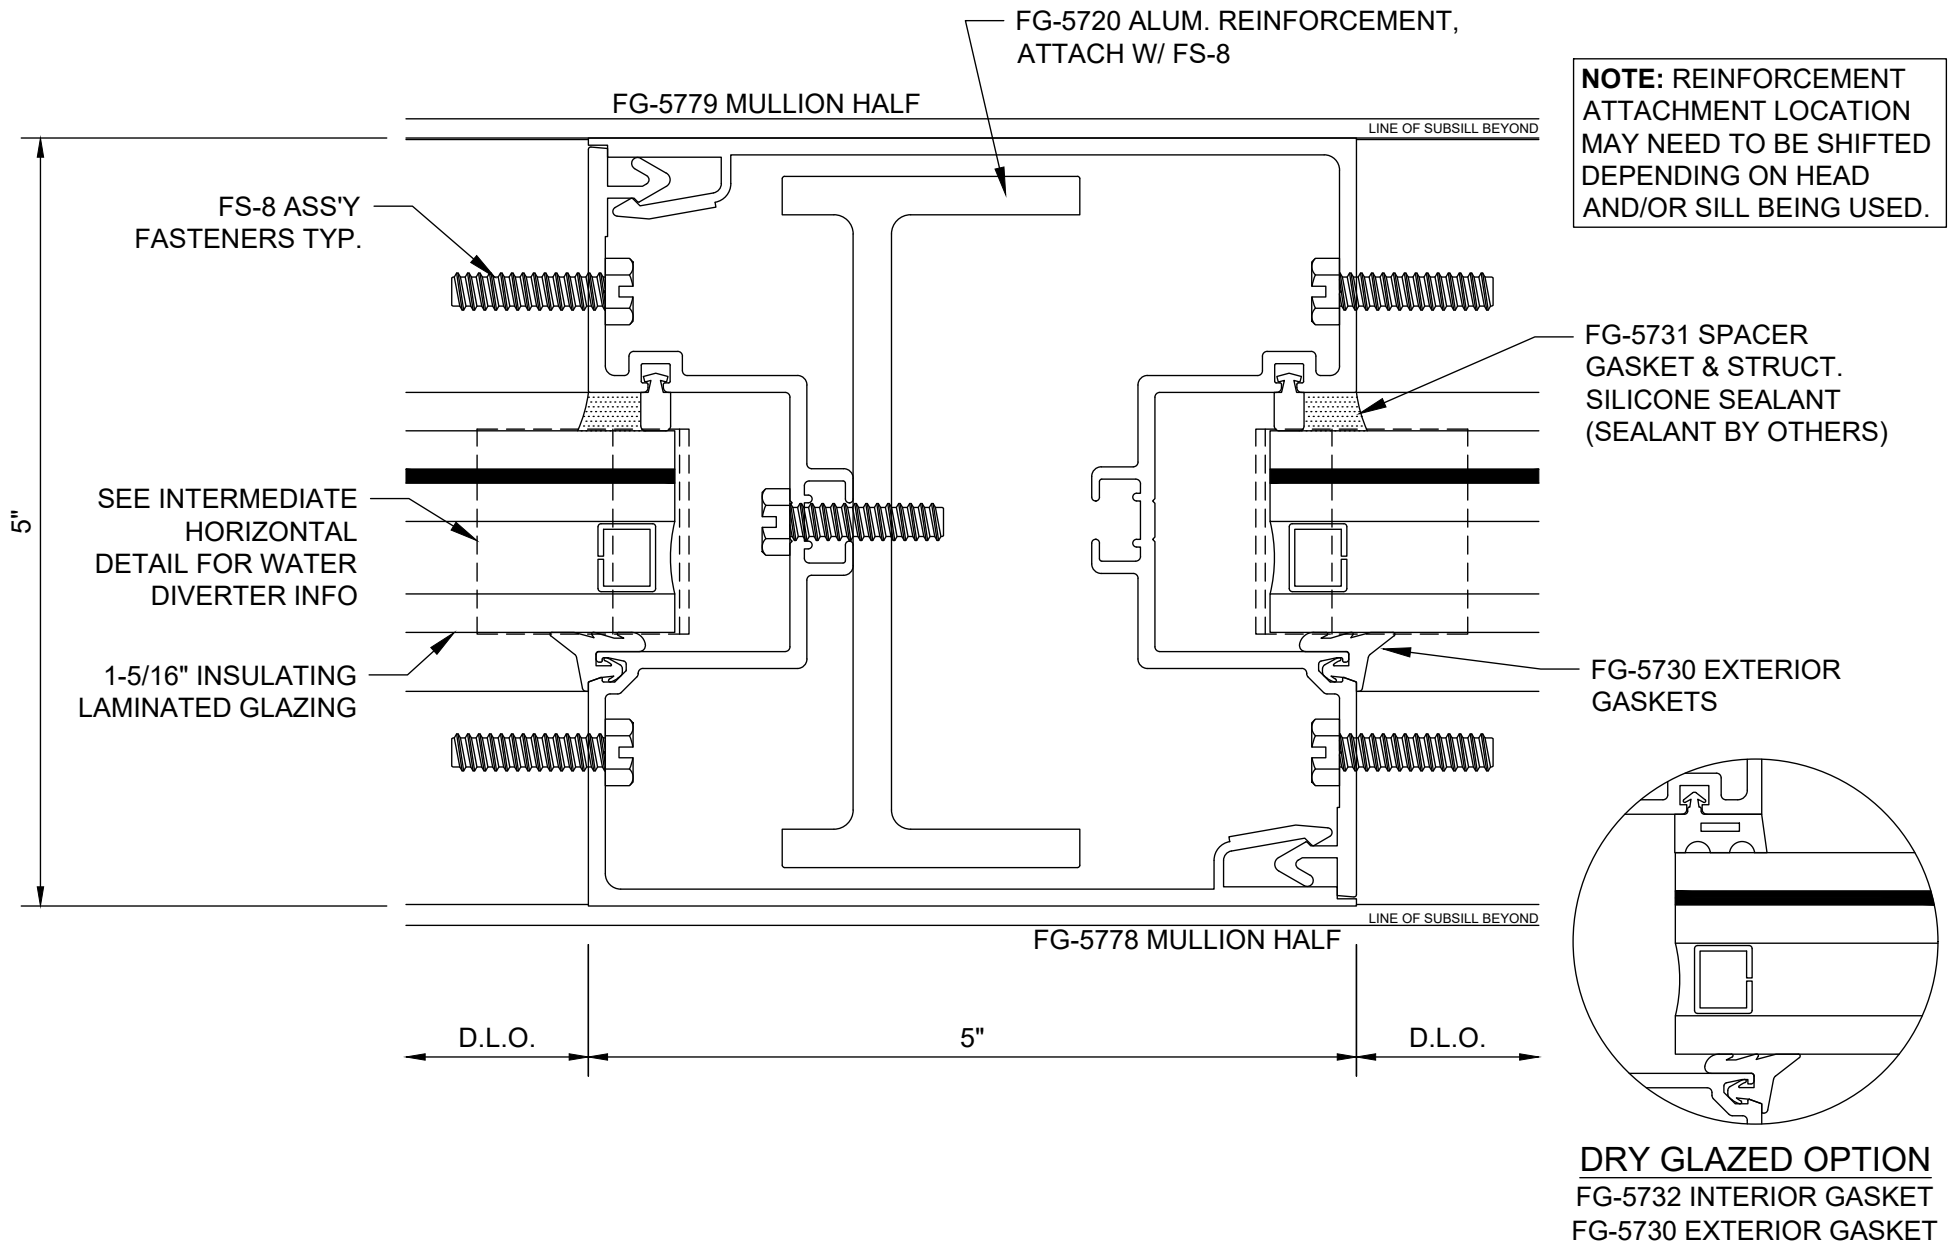 FG-5720 ALUM. REINFORCEMENT,
ATTACH W/ FS-8
NOTE: REINFORCEMENT
ATTACHMENT LOCATION
MAY NEED TO BE SHIFTED
DEPENDING ON HEAD
AND/OR SILL BEING USED.
FG-5779 MULLION HALF
LINE OF SUBSILL BEYOND
FS-8 ASS'Y
FASTENERS TYP.
FG-5731 SPACER
GASKET & STRUCT.
SILICONE SEALANT
(SEALANT BY OTHERS)
5"
SEE INTERMEDIATE
HORIZONTAL
DETAIL FOR WATER
DIVERTER INFO
1-5/16" INSULATING
LAMINATED GLAZING
FG-5730 EXTERIOR
GASKETS
LINE OF SUBSILL BEYOND
FG-5778 MULLION HALF
D.L.O.
5"
D.L.O.
DRY GLAZED OPTION
FG-5732 INTERIOR GASKET
FG-5730 EXTERIOR GASKET